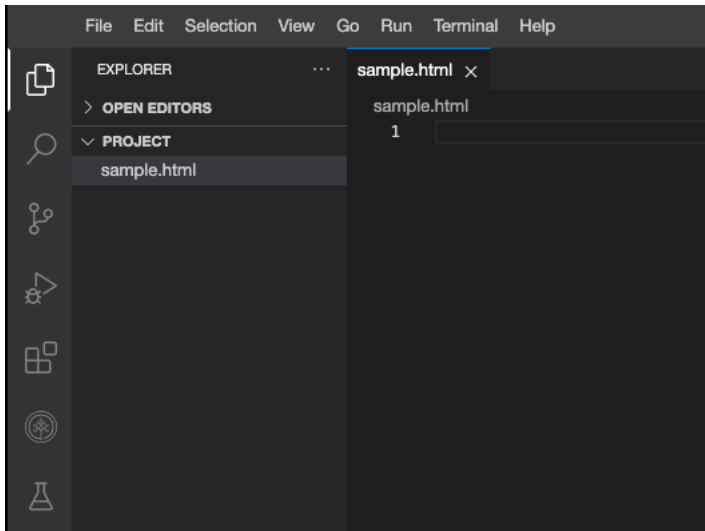 File Edit Selection View Go Run Terminal Help
EXPLORER ··· sample.html ×
OPEN EDITORS
sample.html
PROJECT
1
sample.html